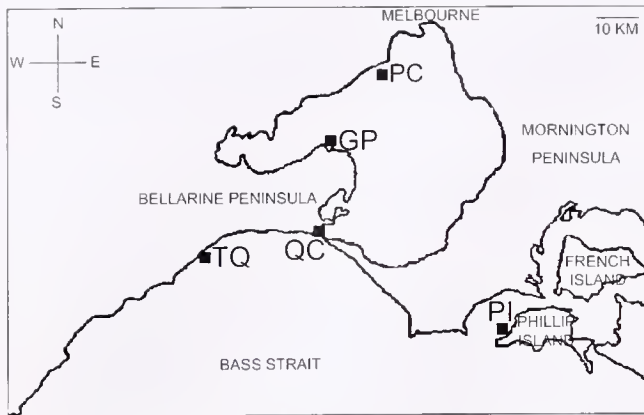 MELBOURNE
10 KM
N
W E
S
PC
GP
MORNINGTON
PENINSULA
BELLARINE PENINSULA
QC
TQ
FRENCH
ISLAND
PI
PHILLIP
ISLAND
BASS STRAIT